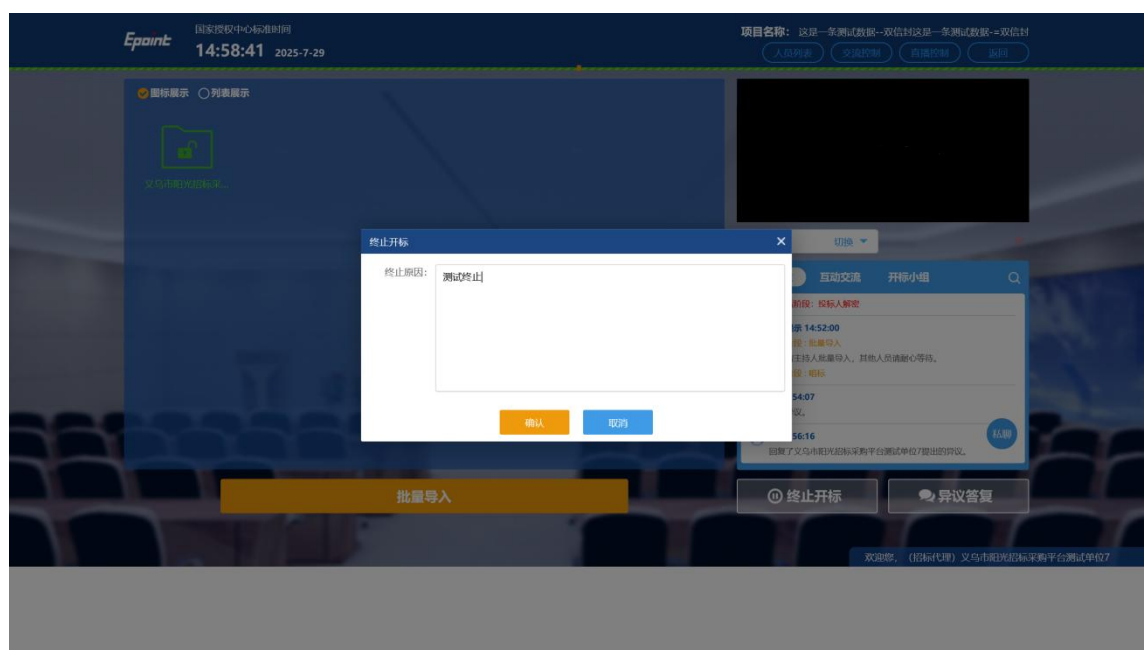 Epoint
国家授权中心标准时间
14:58:41 2025-7-29
项目名称： 这是一条测试数据--双信封这是一条测试数据-=双信封
人员列表 交流控制 直播控制 返回
图标展示 列表展示
义乌市阳光招标采...
终止开标
终止原因：
测试终止
确认 取消
切换
互动交流 开标小组
阶段：投标人解密
示 14:52:00
段：批量导入
主持人批量导入，其他人员请耐心等待。
段：唱标
54:07
议。
56:16
回复了义乌市阳光招标采购平台测试单位7提出的异议。
私聊
批量导入
终止开标 异议答复
欢迎您，（招标代理）义乌市阳光招标采购平台测试单位7